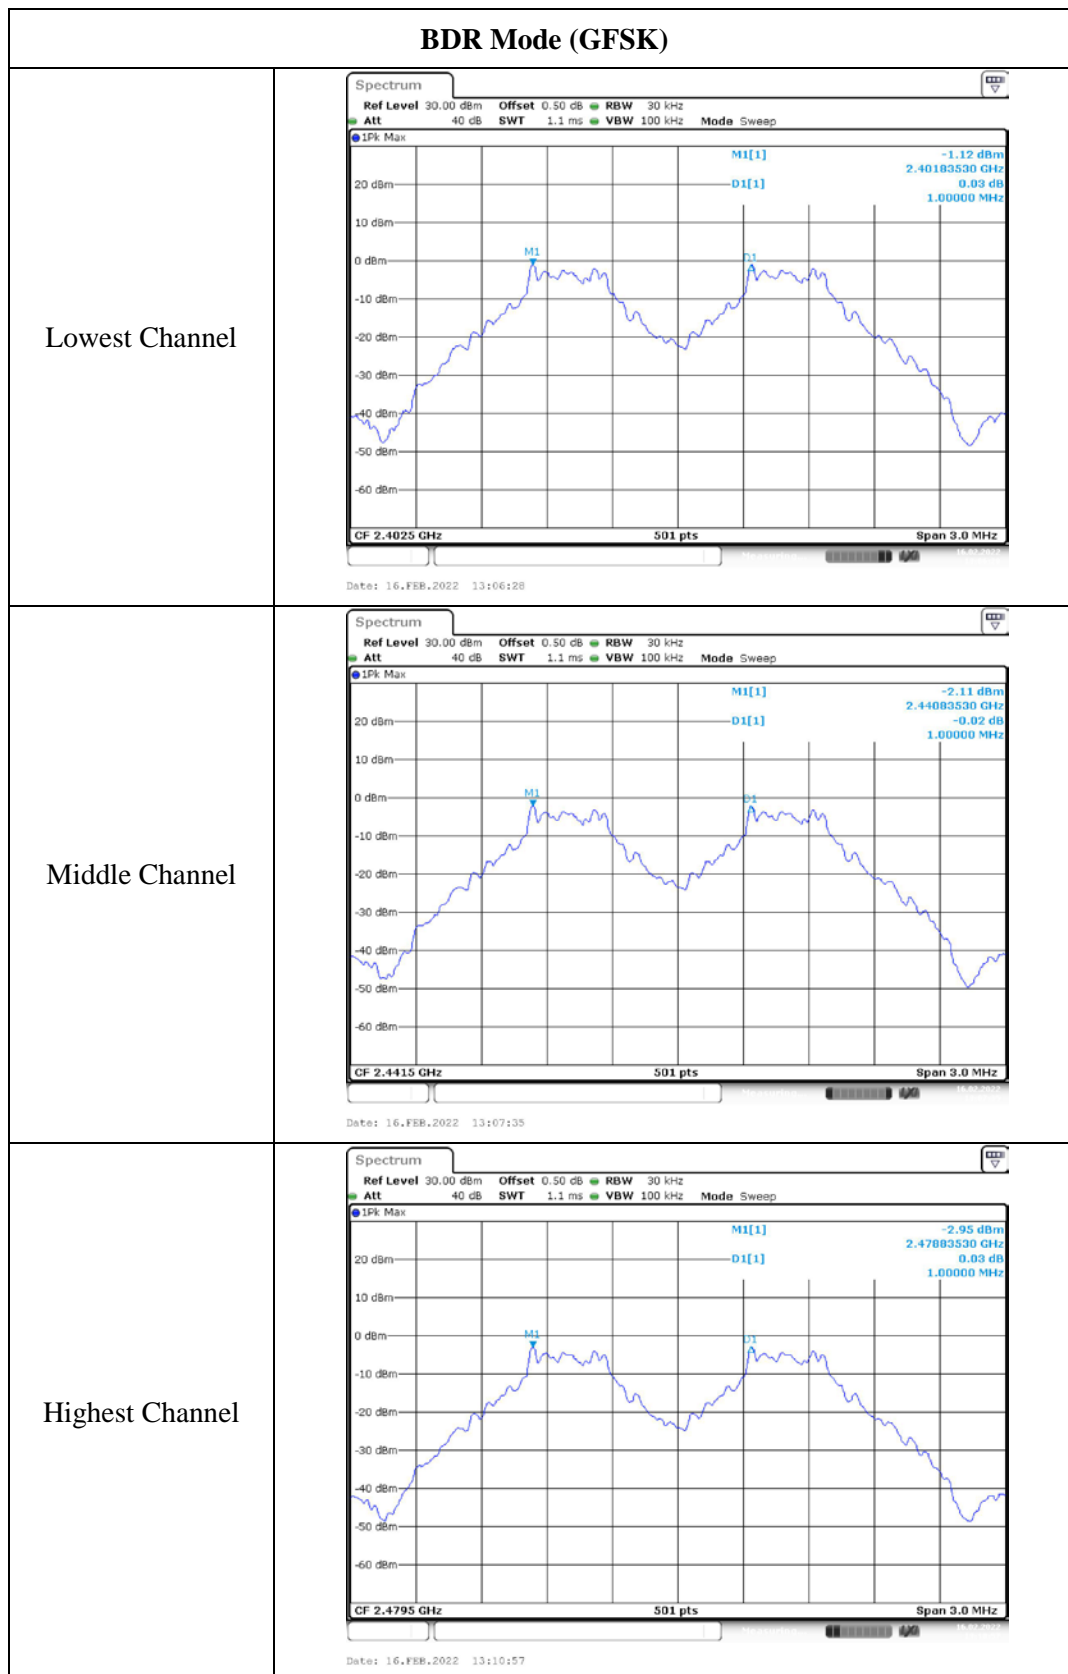 BDR Mode (GFSK)
Lowest Channel
Spectrum
Ref Level 30.00 dBm Offset 0.50 dB RBW 30 kHz
Att 40 dB SWT 1.1 ms VBW 100 kHz Mode Sweep
1Pk Max
M1[1] -1.12 dBm
2.40183530 GHz
20 dBm D1[1] 0.03 dB
1.00000 MHz
10 dBm
M1 D1
0 dBm
-10 dBm
-20 dBm
-30 dBm
-40 dBm
-50 dBm
-60 dBm
CF 2.4025 GHz 501 pts Span 3.0 MHz
Measuring 16.02.2022
Date: 16.FEB.2022 13:06:28
Middle Channel
Spectrum
Ref Level 30.00 dBm Offset 0.50 dB RBW 30 kHz
Att 40 dB SWT 1.1 ms VBW 100 kHz Mode Sweep
1Pk Max
M1[1] -2.11 dBm
2.44083530 GHz
20 dBm D1[1] -0.02 dB
1.00000 MHz
10 dBm
0 dBm M1 D1
-10 dBm
-20 dBm
-30 dBm
-40 dBm
-50 dBm
-60 dBm
CF 2.4415 GHz 501 pts Span 3.0 MHz
Measuring 16.02.2022
Date: 16.FEB.2022 13:07:35
Highest Channel
Spectrum
Ref Level 30.00 dBm Offset 0.50 dB RBW 30 kHz
Att 40 dB SWT 1.1 ms VBW 100 kHz Mode Sweep
1Pk Max
M1[1] -2.95 dBm
2.47883530 GHz
20 dBm D1[1] 0.03 dB
1.00000 MHz
10 dBm
0 dBm M1 D1
-10 dBm
-20 dBm
-30 dBm
-40 dBm
-50 dBm
-60 dBm
CF 2.4795 GHz 501 pts Span 3.0 MHz
Measuring 16.02.2022
Date: 16.FEB.2022 13:10:57